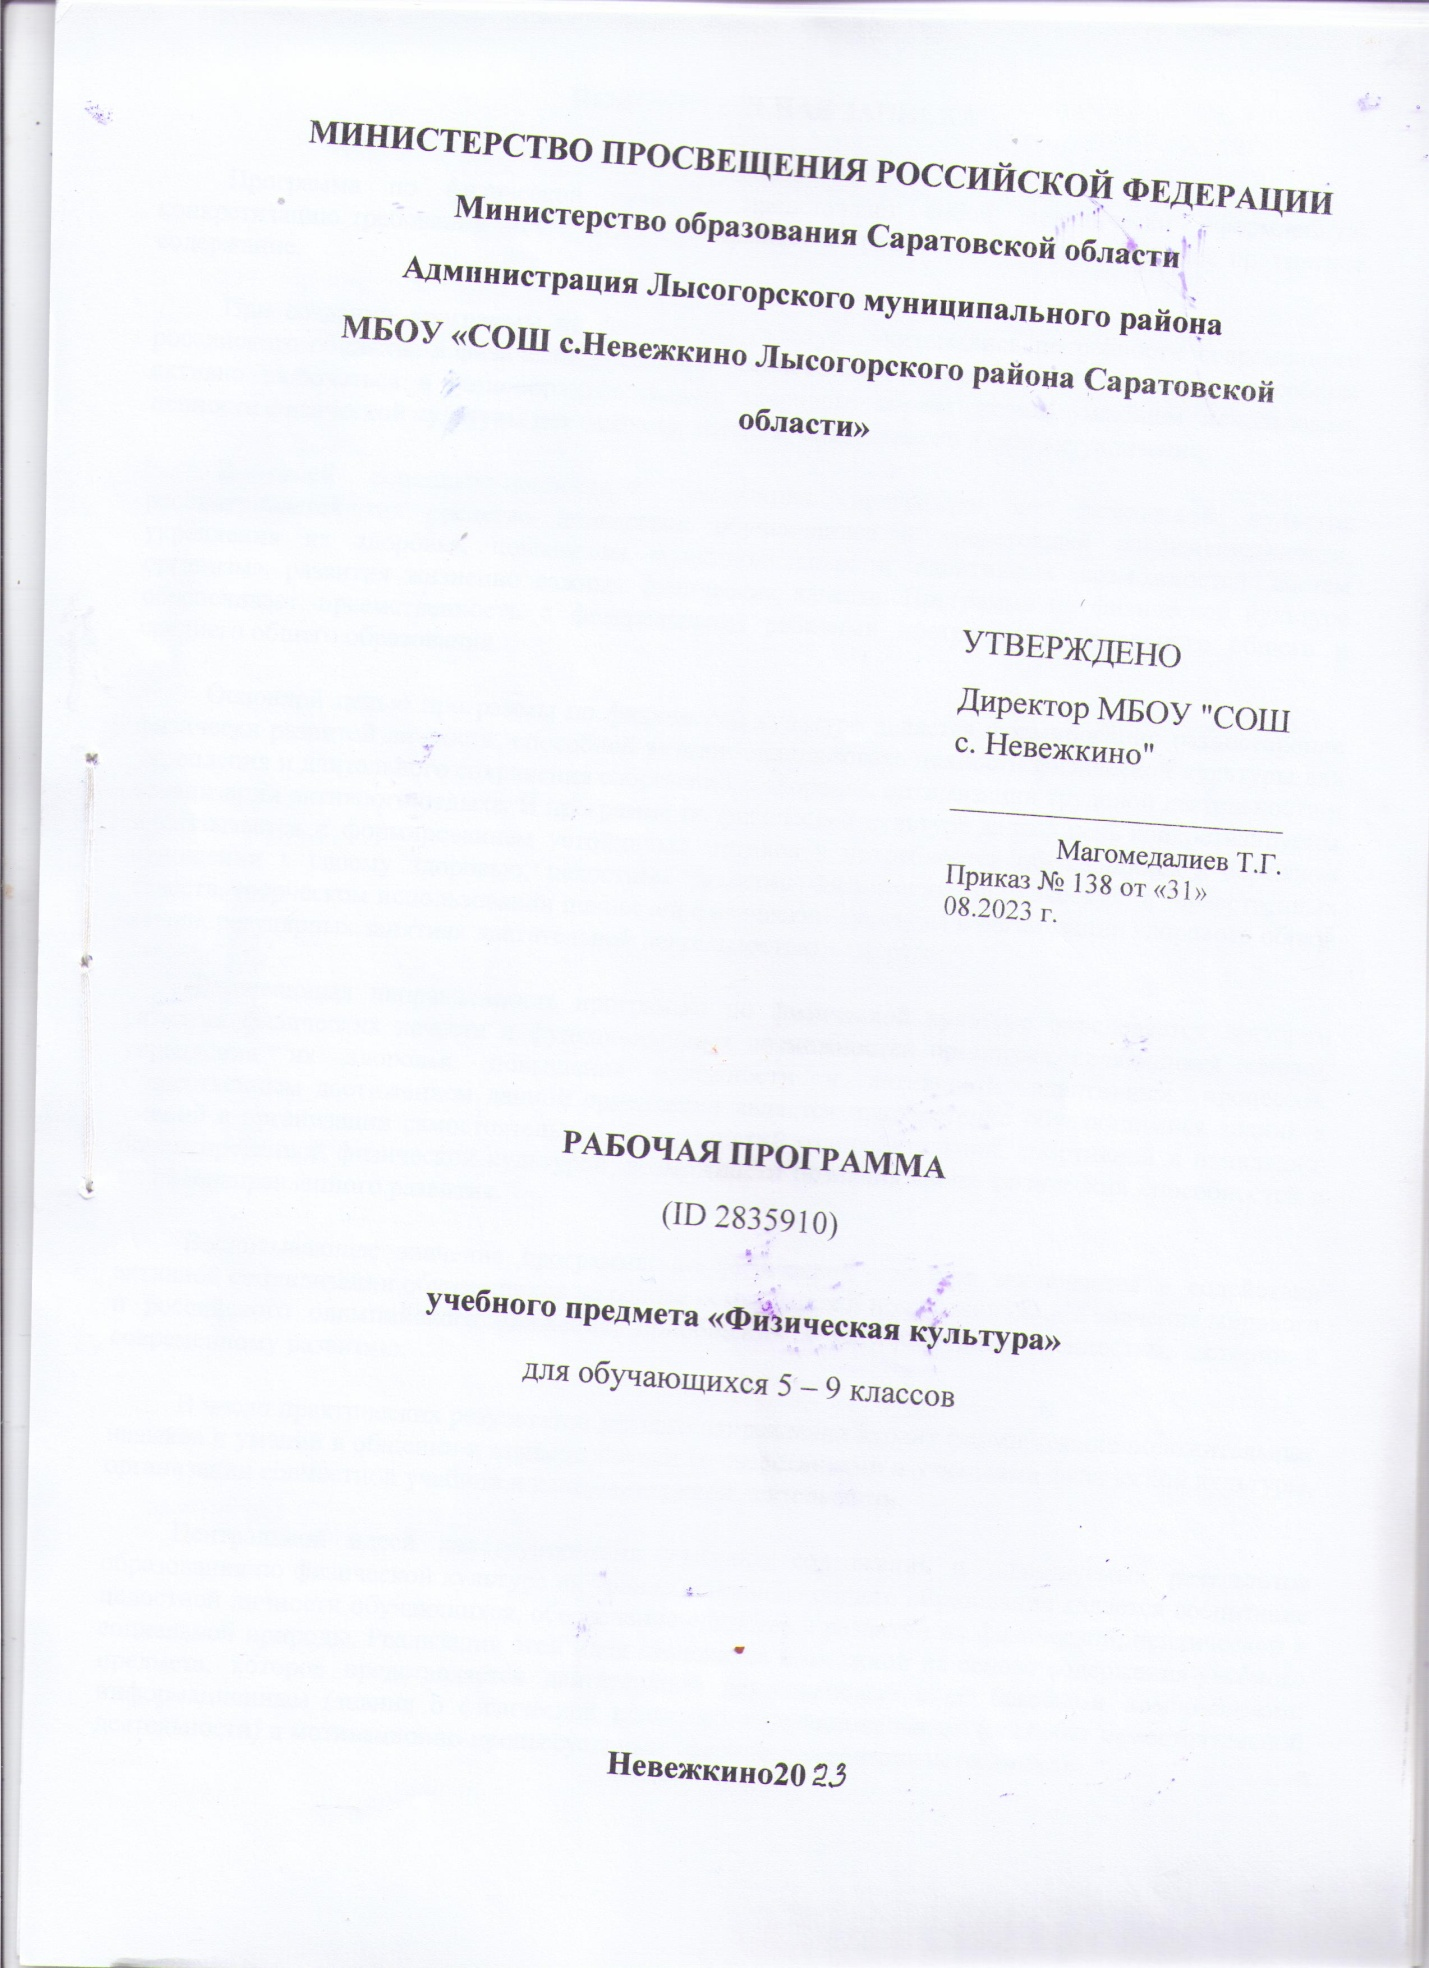 МИНИСТЕРСТВО ПРОСВЕЩЕНИЯ РОССИЙСКОЙ ФЕДЕРАЦИИ
Министерство образования Саратовской области
Администрация Лысогорского муниципального района
МБОУ «СОШ с.Невежкино Лысогорского района Саратовской
области»
УТВЕРЖДЕНО
Директор МБОУ "СОШ
с. Невежкино"
Магомедалиев Т.Г.
Приказ № 138 от «31»
08.2023 г.
РАБОЧАЯ ПРОГРАММА
(ID 2835910)
учебного предмета «Физическая культура»
для обучающихся 5 – 9 классов
Невежкино20 23